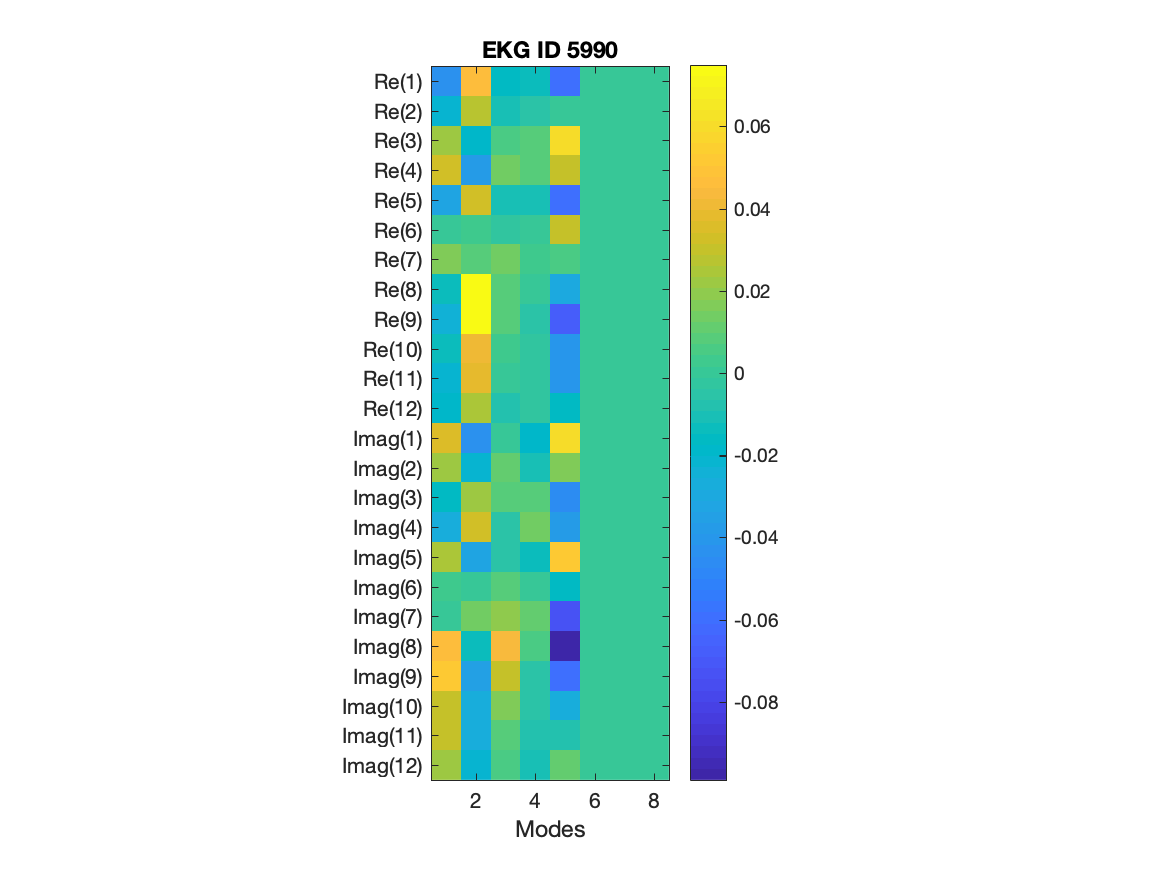 EKG ID 5990
Re(1)
Re(2)
Re(3)
Re(4)
Re(5)
Re(6)
Re(7)
Re(8)
Re(9)
Re(10)
Re(11)
Re(12)
Imag(1)
Imag(2)
Imag(3)
Imag(4)
Imag(5)
Imag(6)
Imag(7)
Imag(8)
Imag(9)
Imag(10)
Imag(11)
Imag(12)
2 4 6 8
Modes
0.06
0.04
0.02
0
-0.02
-0.04
-0.06
-0.08